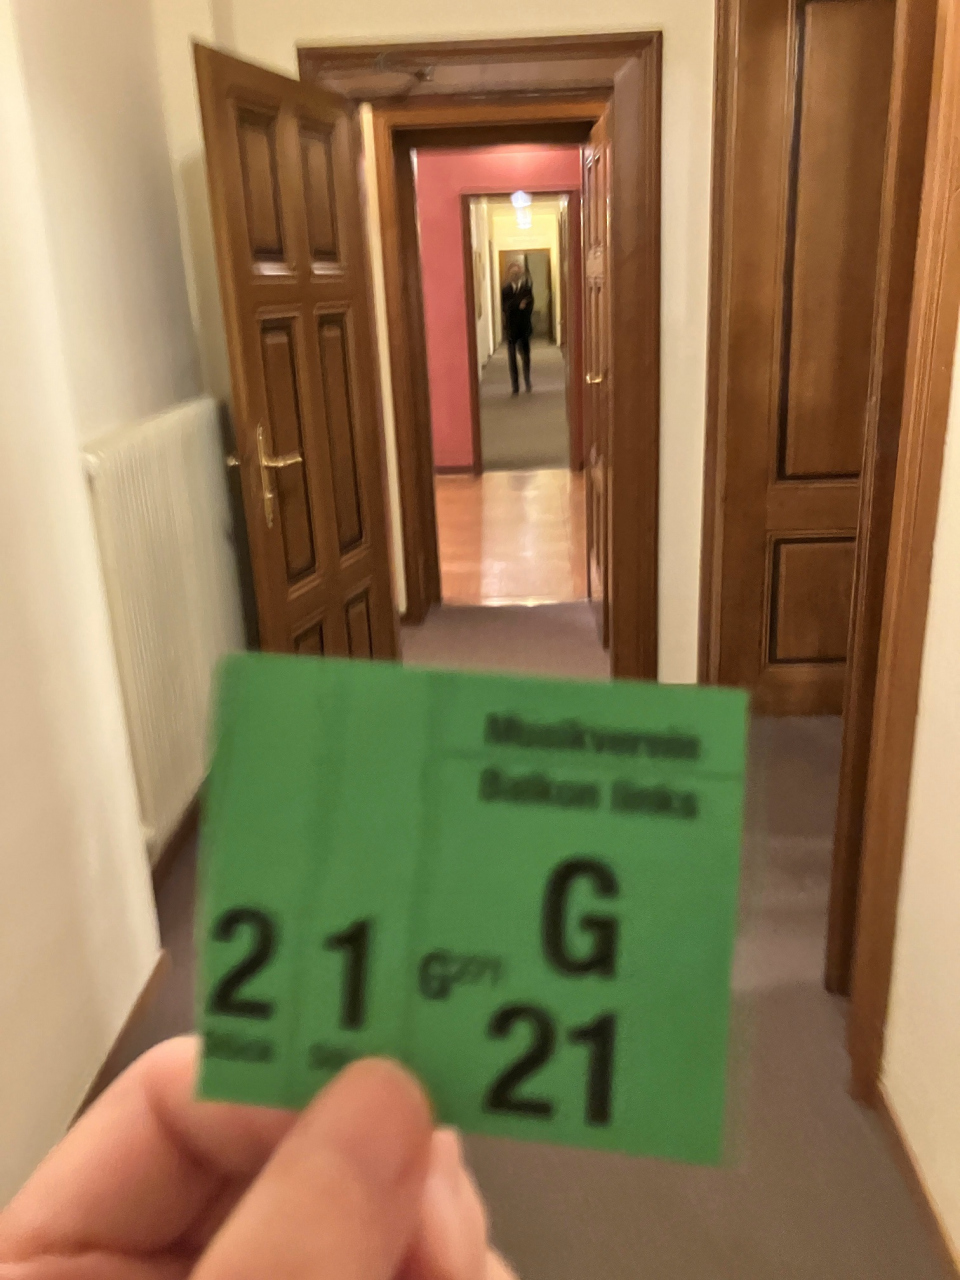 Musikverein
Balkon links
G
2 1 G
21